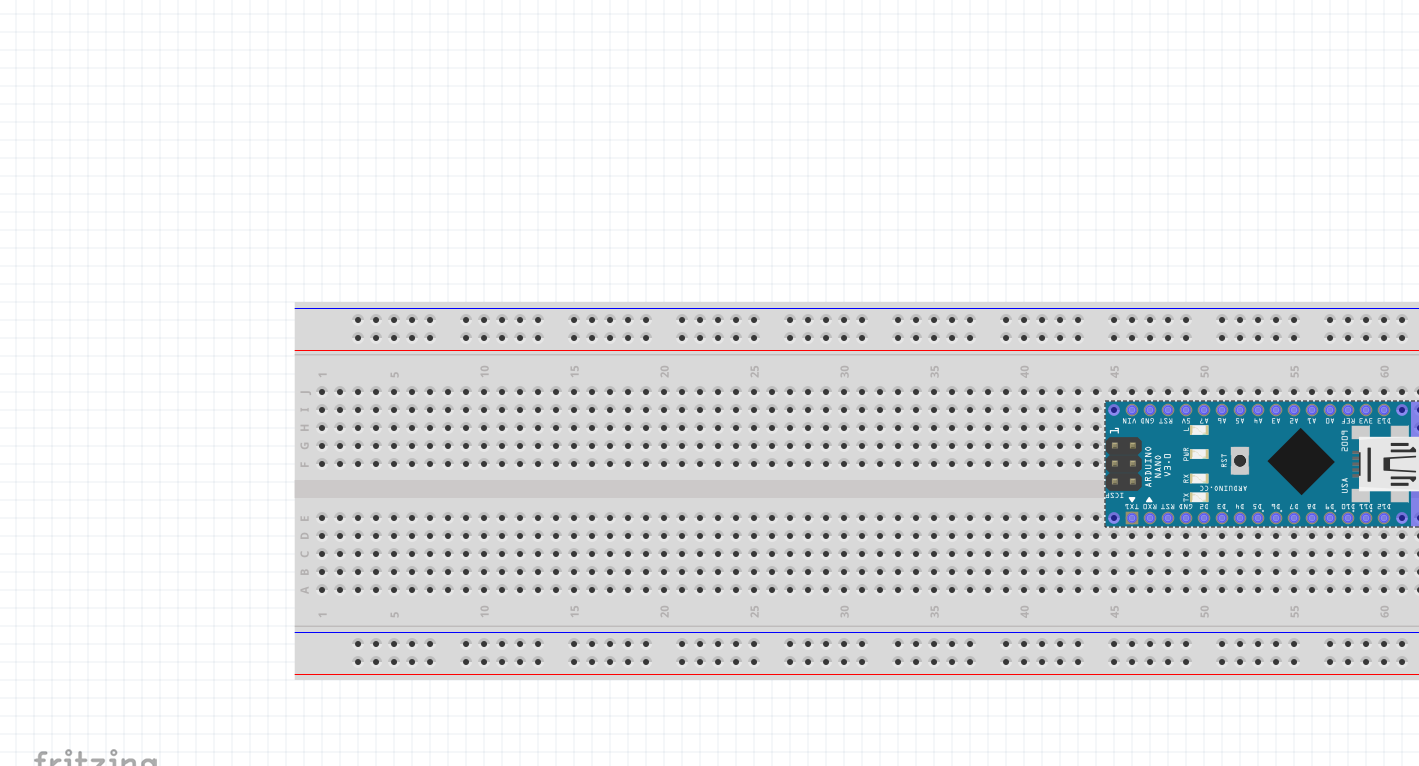 1 5 10 15 20 25 30 35 40 45 50 55 60
J
I
H
G
F
VIN GND RST 5V A7 A6 A5 A4 A3 A2 A1 A0 REF 3V3 D13
L
PWR
RX
TX
RST
ARDUINO
NANO
V3.0
ICSP
ARDUINO.CC
2009
USA
TX1 RX0 RST GND D2 D3 D4 D5 D6 D7 D8 D9 D10 D11 D12
E
D
C
B
A
1 5 10 15 20 25 30 35 40 45 50 55 60
fritzing